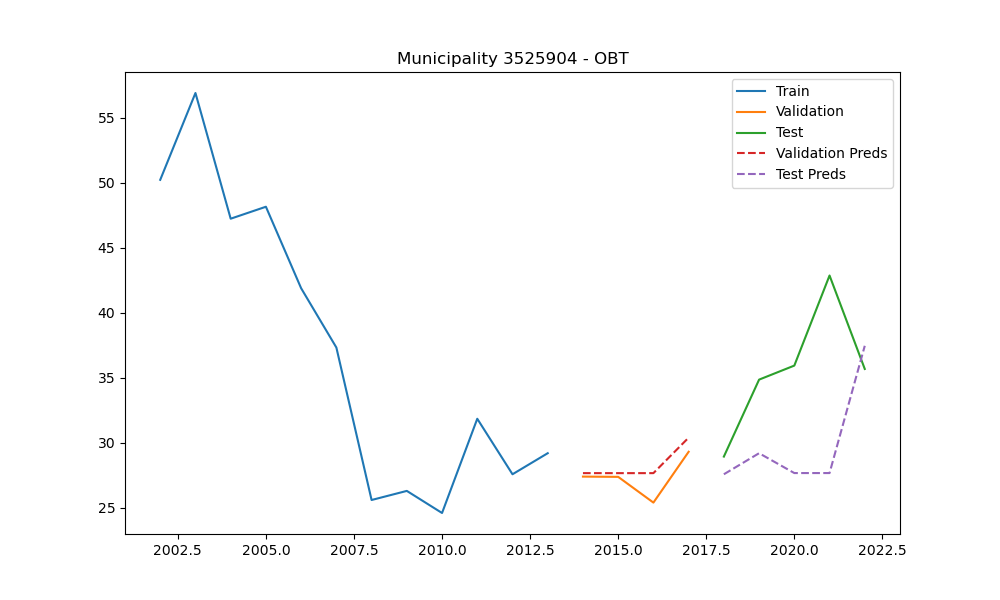 Municipality 3525904 - OBT
Train
Validation
Test
Validation Preds
Test Preds
55
50
45
40
35
30
25
2002.5 2005.0 2007.5 2010.0 2012.5 2015.0 2017.5 2020.0 2022.5